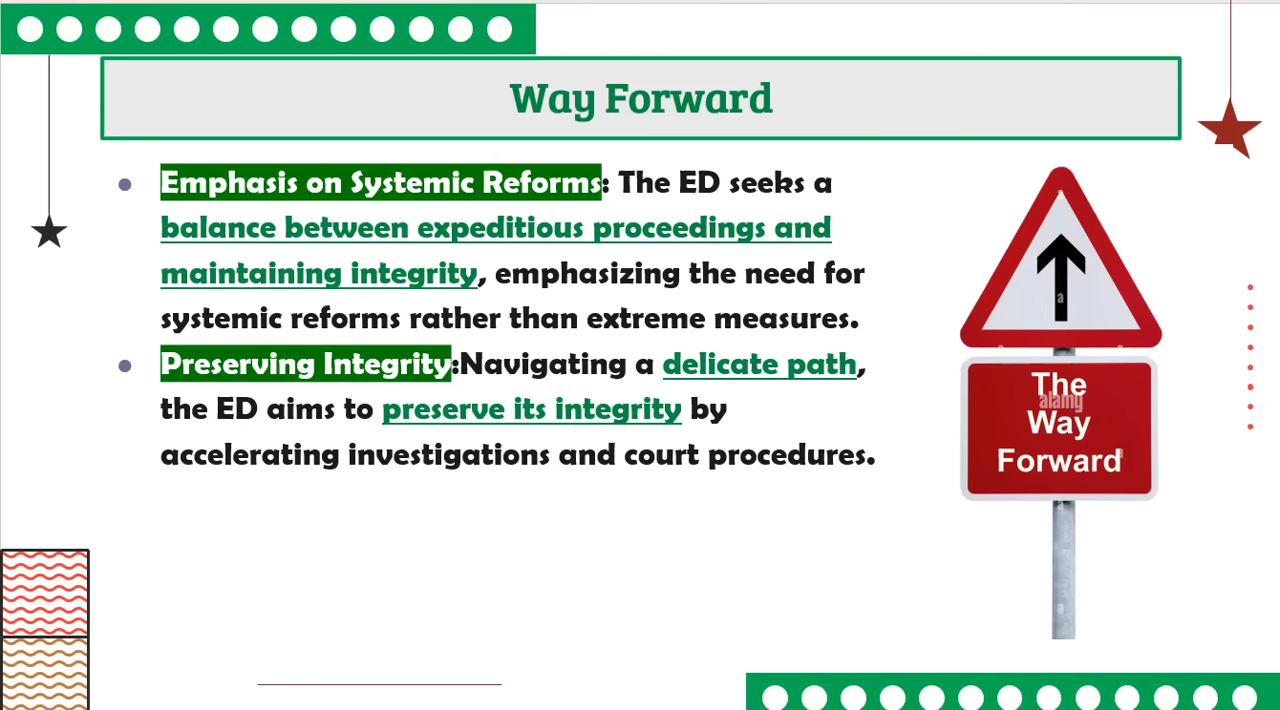 Way Forward
Emphasis on Systemic Reforms: The ED seeks a
balance between expeditious proceedings and
maintaining integrity, emphasizing the need for
systemic reforms rather than extreme measures.
Preserving Integrity:Navigating a delicate path,
the ED aims to preserve its integrity by
accelerating investigations and court procedures.
a
The
alamy
Way
Forward
a
a